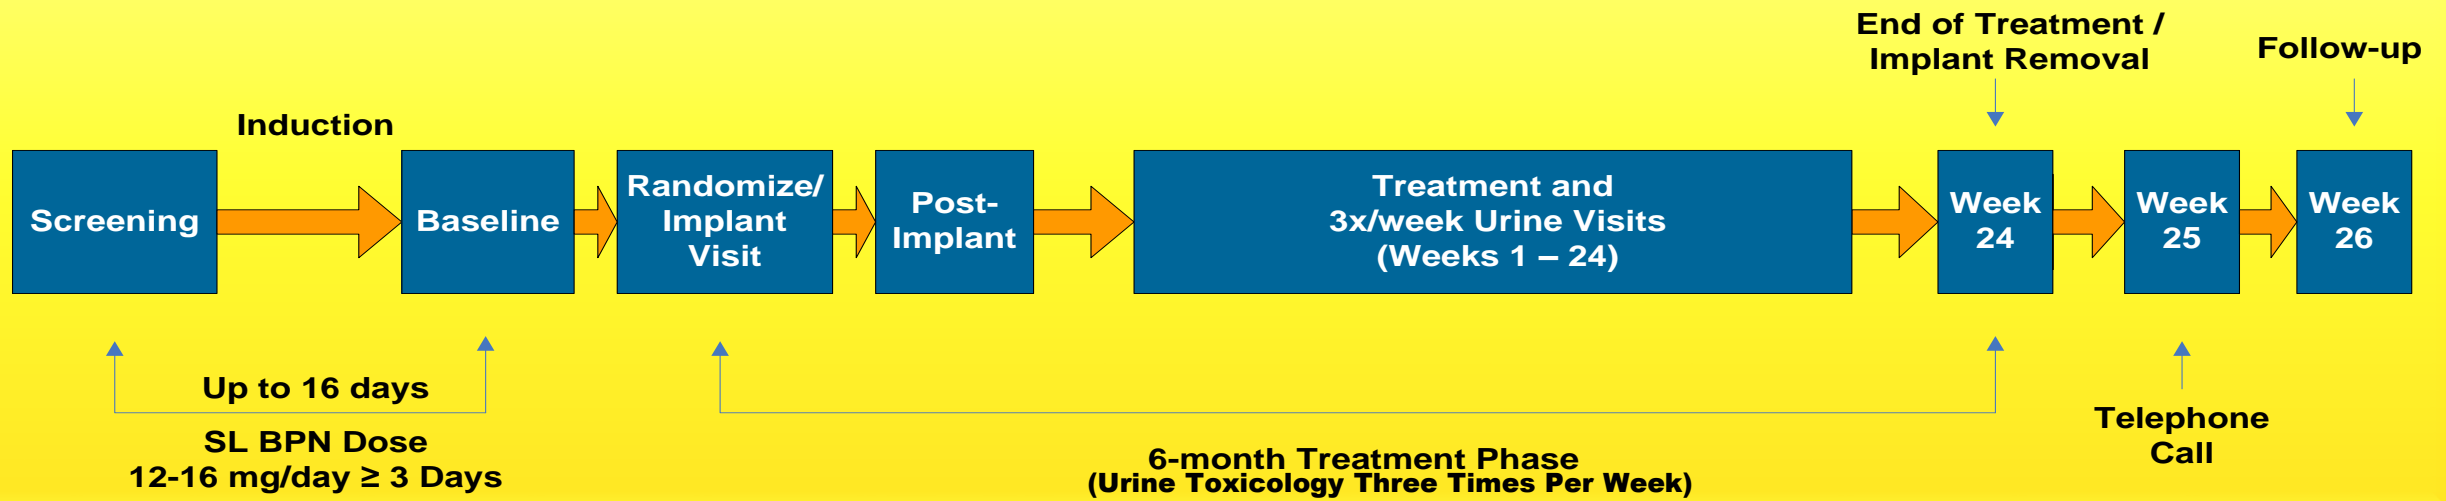 End of Treatment /
Implant Removal
Follow-up
Induction
Screening
Baseline
Randomize/
Implant
Visit
Post-
Implant
Treatment and
3x/week Urine Visits
(Weeks 1 – 24)
Week
24
Week
25
Week
26
Up to 16 days
SL BPN Dose
12-16 mg/day ≥ 3 Days
6-month Treatment Phase
(Urine Toxicology Three Times Per Week)
Telephone
Call